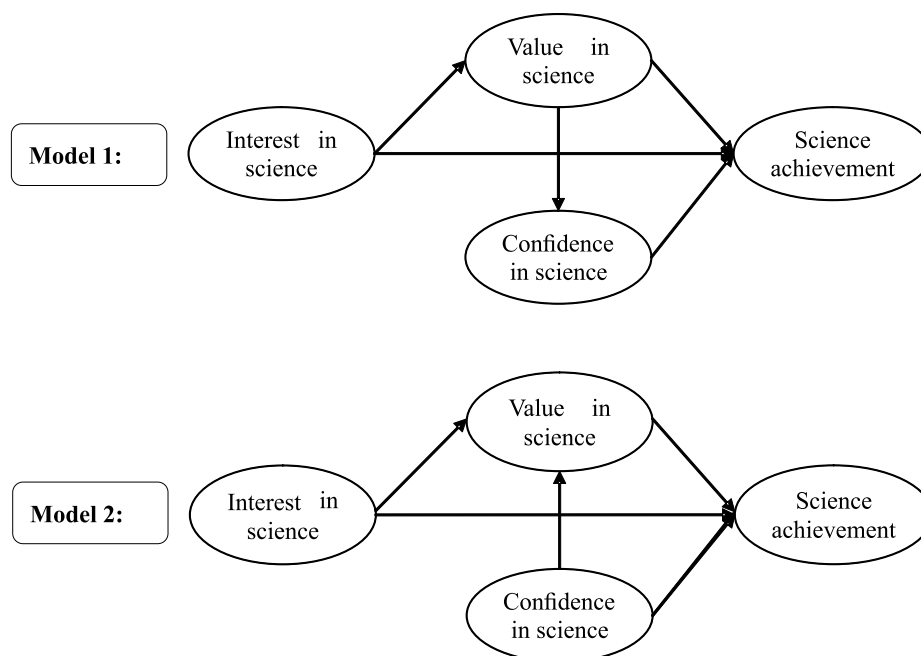 Value in
science
Model 1:
Interest in
science
Science
achievement
Confidence
in science
Value in
science
Model 2:
Interest in
science
Science
achievement
Confidence
in science